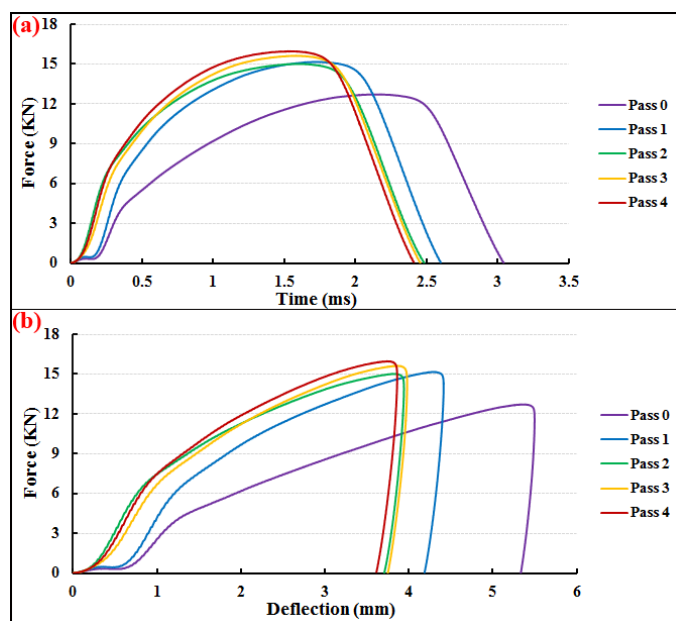 (a)
18
15
12
9
6
3
0
Force (KN)
0 0.5 1 1.5 2 2.5 3 3.5
Time (ms)
Pass 0
Pass 1
Pass 2
Pass 3
Pass 4
(b)
18
15
12
9
6
3
0
Force (KN)
0 1 2 3 4 5 6
Deflection (mm)
Pass 0
Pass 1
Pass 2
Pass 3
Pass 4